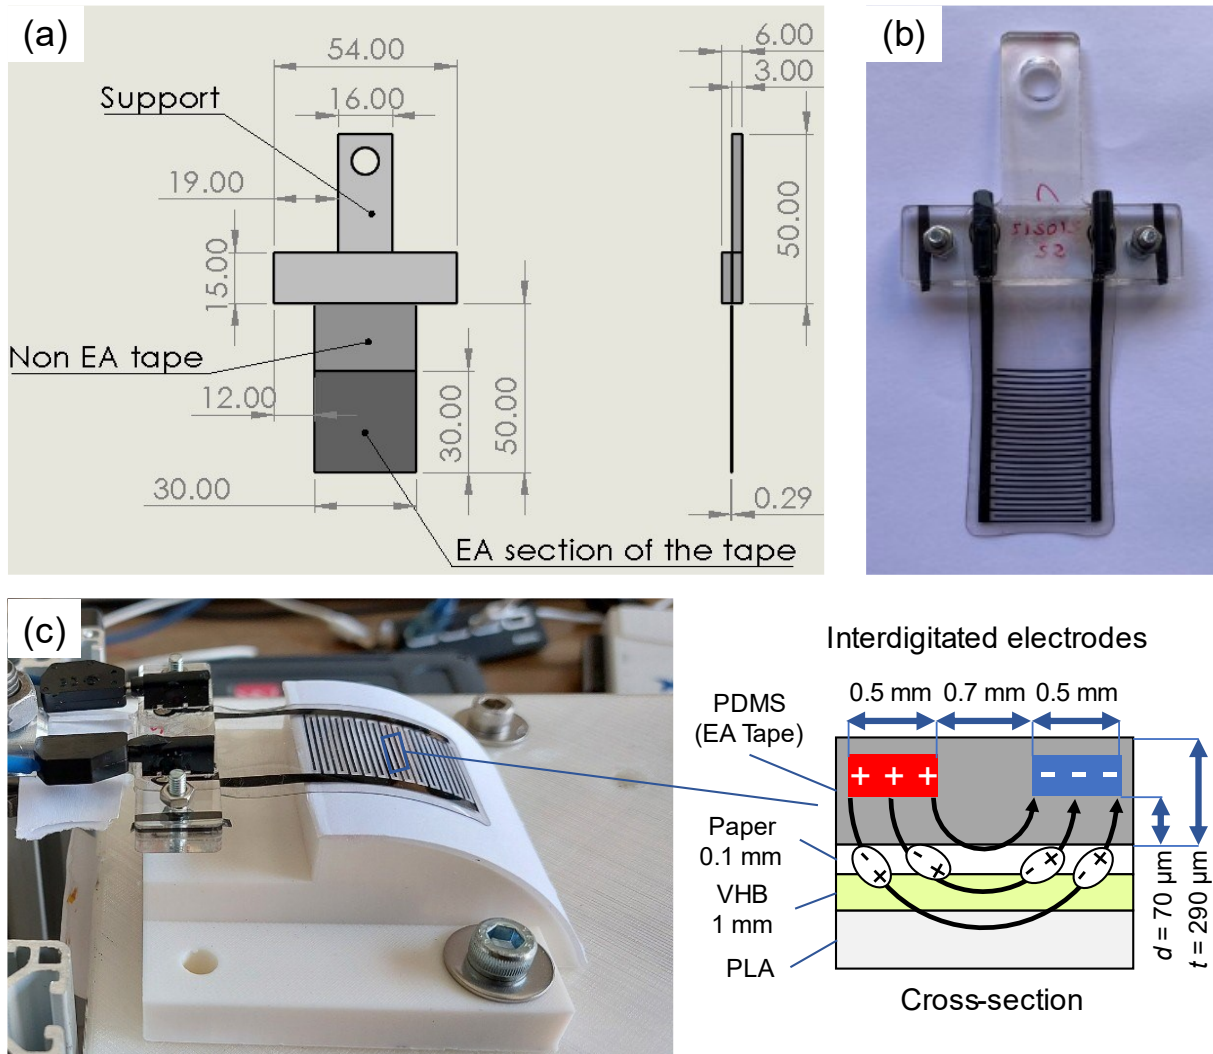 (a)
54.00
Support
16.00
19.00
15.00
Non EA tape
12.00
30.00
50.00
30.00
EA section of the tape
6.00
3.00
50.00
0.29
(b)
(c)
Interdigitated electrodes
0.5 mm 0.7 mm 0.5 mm
PDMS
(EA Tape)
+ + + - - -
Paper
0.1 mm
- + - + - + - +
VHB
1 mm
PLA
d = 70 µm
t = 290 µm
Cross-section